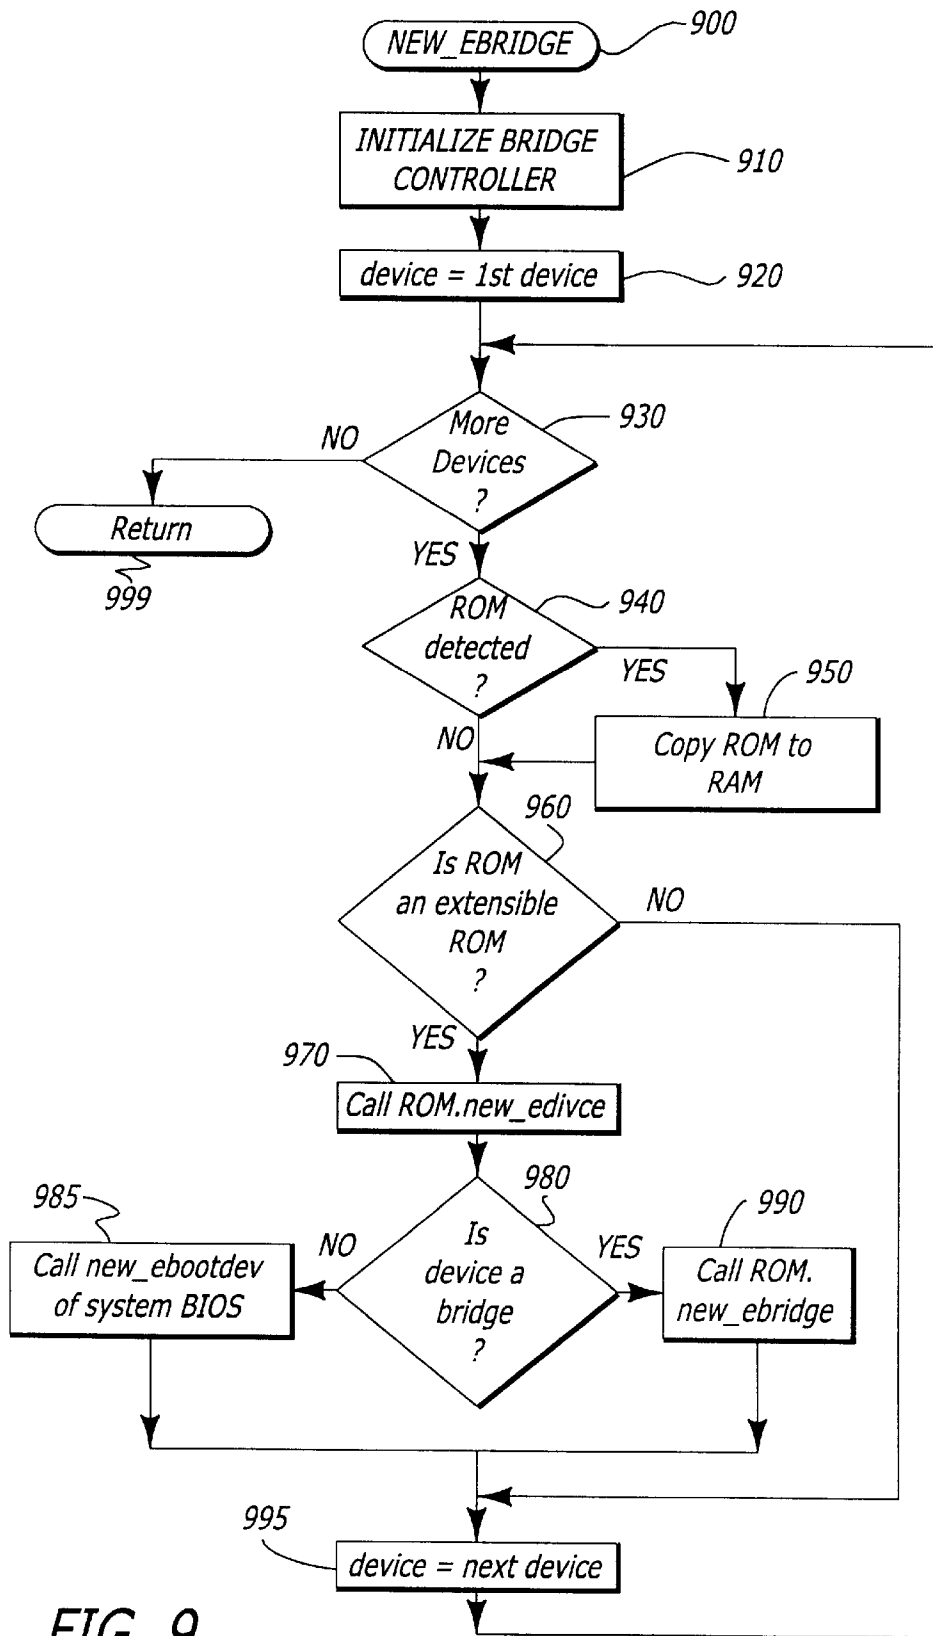 NEW_EBRIDGE
900
INITIALIZE BRIDGE
CONTROLLER
910
device = 1st device
920
More
Devices
?
930
NO
Return
999
YES
ROM
detected
?
940
YES
950
Copy ROM to
RAM
NO
960
Is ROM
an extensible
ROM
?
NO
YES
970
Call ROM.new_edivce
980
Is
device a
bridge
?
NO
YES
985
Call new_ebootdev
of system BIOS
990
Call ROM.
new_ebridge
995
device = next device
FIG. 9